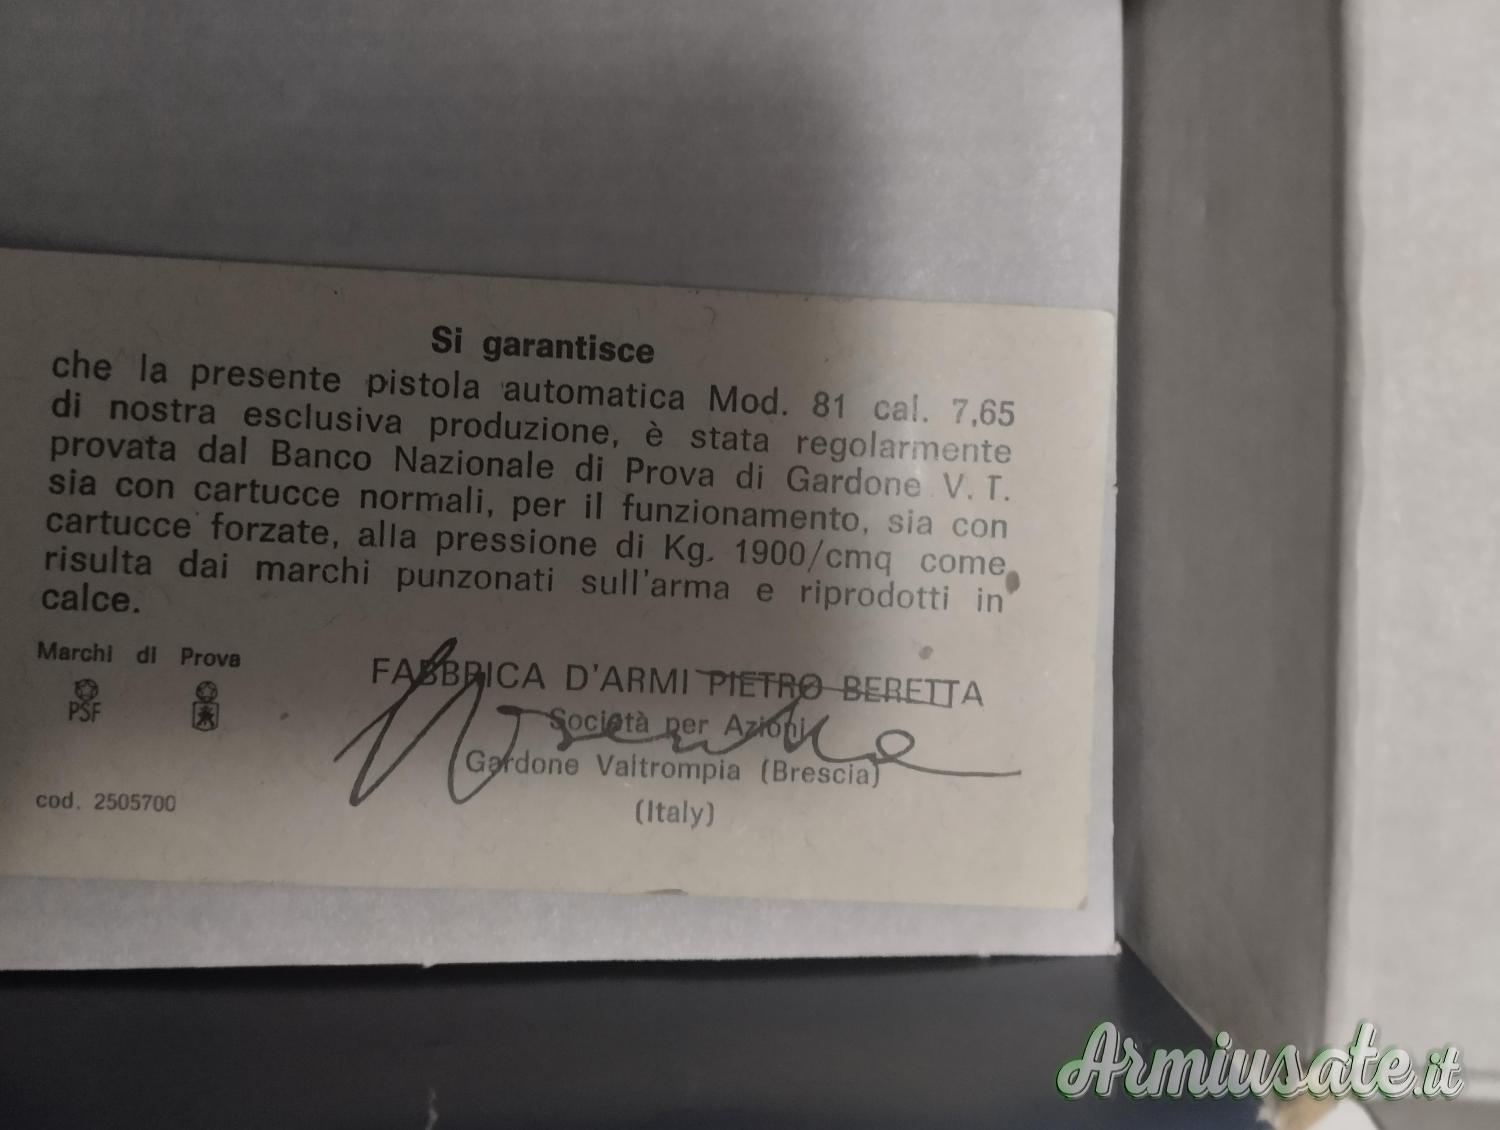 Si garantisce
che la presente pistola automatica Mod. 81 cal. 7,65
di nostra esclusiva produzione, è stata regolarmente
provata dal Banco Nazionale di Prova di Gardone V. T.
sia con cartucce normali, per il funzionamento, sia con
cartucce forzate, alla pressione di Kg. 1900/cmq come
risulta dai marchi punzonati sull'arma e riprodotti in
calce.
Marchi di Prova
PSF
FABBRICA D'ARMI PIETRO BERETTA
Società per Azioni
Gardone Valtrompia (Brescia)
(Italy)
cod. 2505700
Armiusate.it